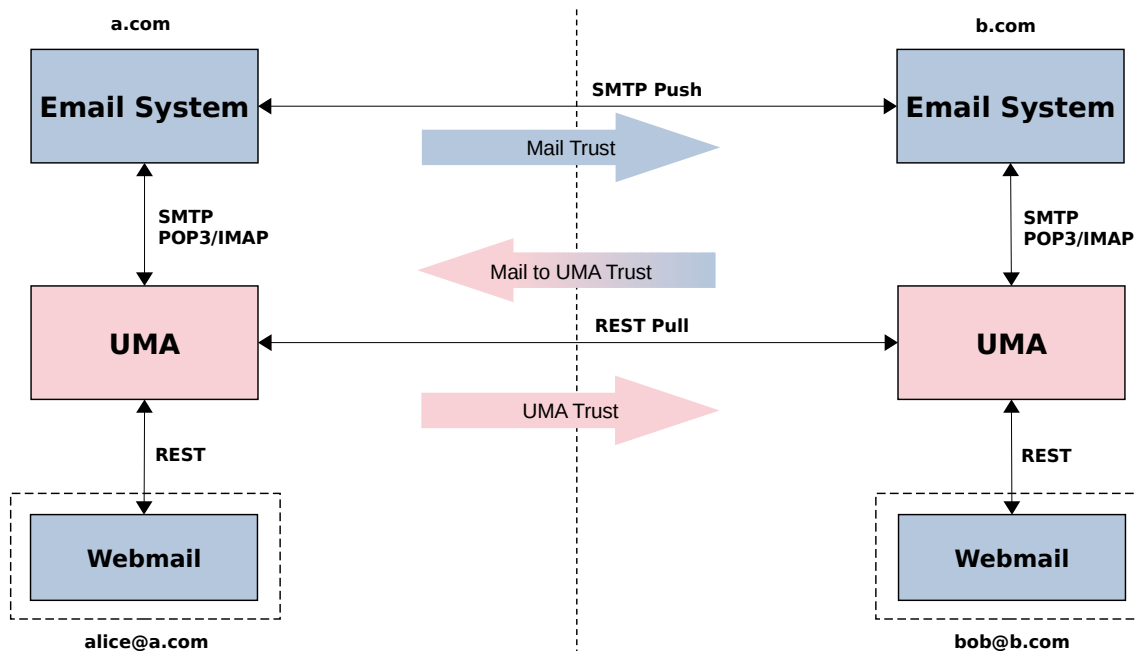 a.com
b.com
Email System
SMTP Push
Email System
Mail Trust
SMTP
POP3/IMAP
SMTP
POP3/IMAP
Mail to UMA Trust
UMA
REST Pull
UMA
UMA Trust
REST
REST
Webmail
Webmail
alice@a.com
bob@b.com